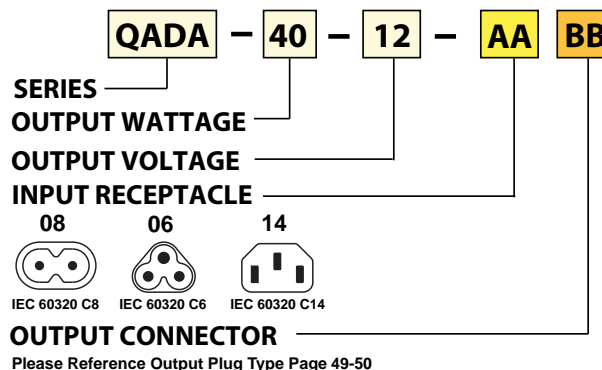 QADA - 40 - 12 - AA BB
SERIES
OUTPUT WATTAGE
OUTPUT VOLTAGE
INPUT RECEPTACLE
08 06 14
IEC 60320 C8 IEC 60320 C6 IEC 60320 C14
OUTPUT CONNECTOR
Please Reference Output Plug Type Page 49-50